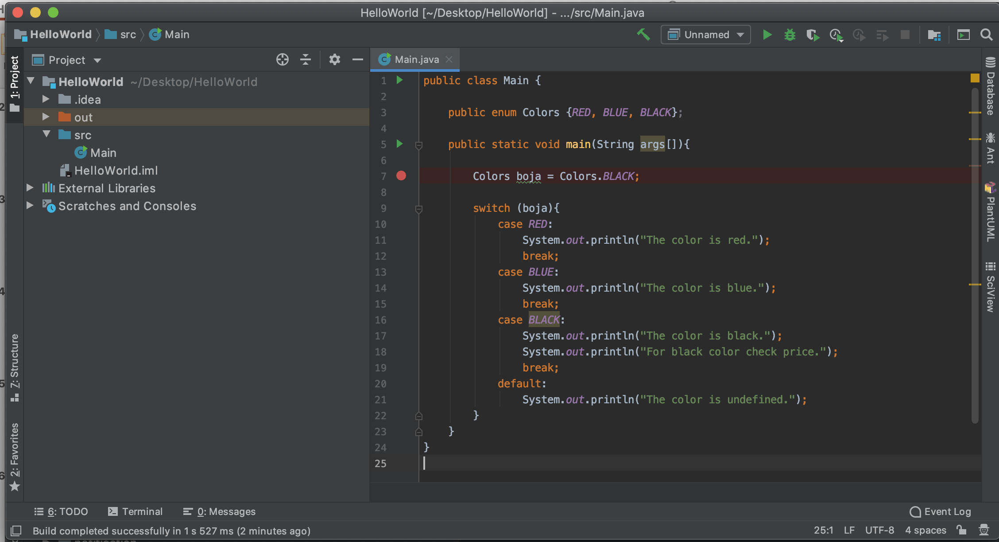 HelloWorld [~/Desktop/HelloWorld] - .../src/Main.java
HelloWorld src Main
Unnamed
1: Project
7: Structure
2: Favorites
Project
HelloWorld ~/Desktop/HelloWorld
.idea
out
src
Main
HelloWorld.iml
External Libraries
Scratches and Consoles
Main.java
1 public class Main {
2
3 public enum Colors {RED, BLUE, BLACK};
4
5 public static void main(String args[]){
6
7 Colors boja = Colors.BLACK;
8
9 switch (boja){
10 case RED:
11 System.out.println("The color is red.");
12 break;
13 case BLUE:
14 System.out.println("The color is blue.");
15 break;
16 case BLACK:
17 System.out.println("The color is black.");
18 System.out.println("For black color check price.");
19 break;
20 default:
21 System.out.println("The color is undefined.");
22 }
23 }
24 }
25
Database
Ant
PlantUML
SciView
6: TODO Terminal 0: Messages Event Log
Build completed successfully in 1 s 527 ms (2 minutes ago) 25:1 LF UTF-8 4 spaces